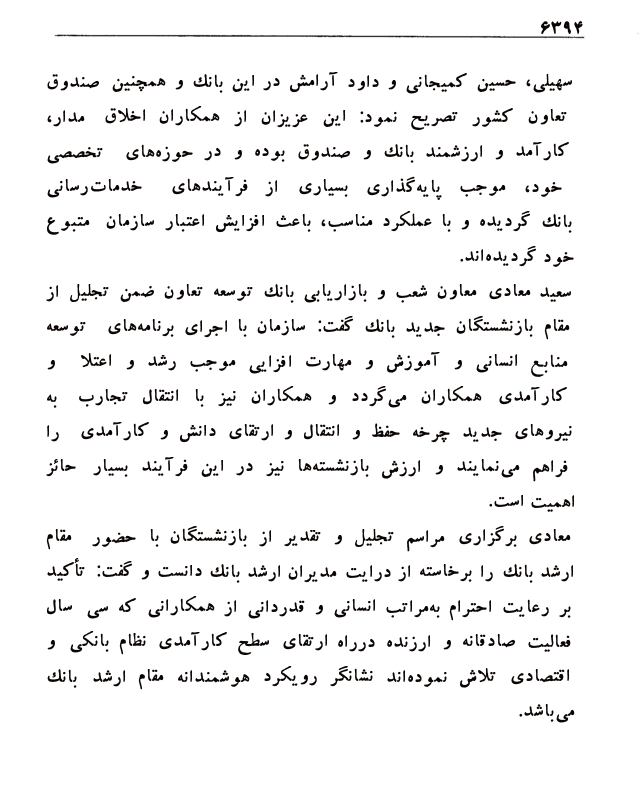 ۶۳۹۴
سهیلی، حسین کمیجانی و داود آرامش در این بانك و همچنین صندوق
تعاون کشور تصریح نمود: این عزیزان از همکاران اخلاق مدار،
کارآمد و ارزشمند بانك و صندوق بوده و در حوزه‌های تخصصی
خود، موجب پایه‌گذاری بسیاری از فرآیندهای خدمات‌رسانی
بانك گردیده و با عملکرد مناسب، باعث افزایش اعتبار سازمان متبوع
خود گردیده‌اند.
سعید معادی معاون شعب و بازاریابی بانك توسعه تعاون ضمن تجلیل از
مقام بازنشستگان جدید بانك گفت: سازمان با اجرای برنامه‌های توسعه
منابع انسانی و آموزش و مهارت افزایی موجب رشد و اعتلا و
کارآمدی همکاران می‌گردد و همکاران نیز با انتقال تجارب به
نیروهای جدید چرخه حفظ و انتقال و ارتقای دانش و کارآمدی را
فراهم می‌نمایند و ارزش بازنشسته‌ها نیز در این فرآیند بسیار حائز
اهمیت است.
معادی برگزاری مراسم تجلیل و تقدیر از بازنشستگان با حضور مقام
ارشد بانك را برخاسته از درایت مدیران ارشد بانك دانست و گفت: تأکید
بر رعایت احترام به‌مراتب انسانی و قدردانی از همکارانی که سی سال
فعالیت صادقانه و ارزنده درراه ارتقای سطح کارآمدی نظام بانکی و
اقتصادی تلاش نموده‌اند نشانگر رویکرد هوشمندانه مقام ارشد بانك
می‌باشد.